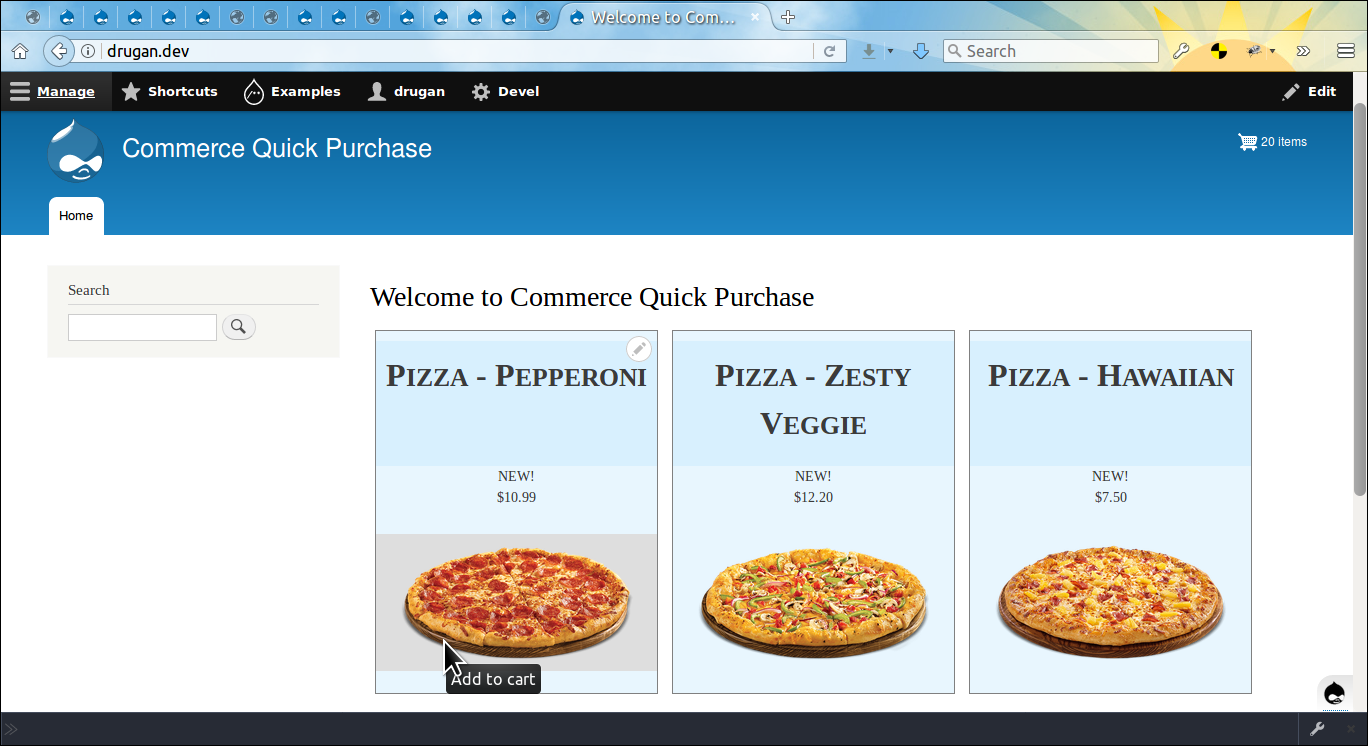 Welcome to Com...
drugan.dev
Search
Manage
Shortcuts
Examples
drugan
Devel
Edit
Commerce Quick Purchase
20 items
Home
Search
Welcome to Commerce Quick Purchase
Pizza - Pepperoni
NEW!
$10.99
Add to cart
Pizza - Zesty
Veggie
NEW!
$12.20
Pizza - Hawaiian
NEW!
$7.50